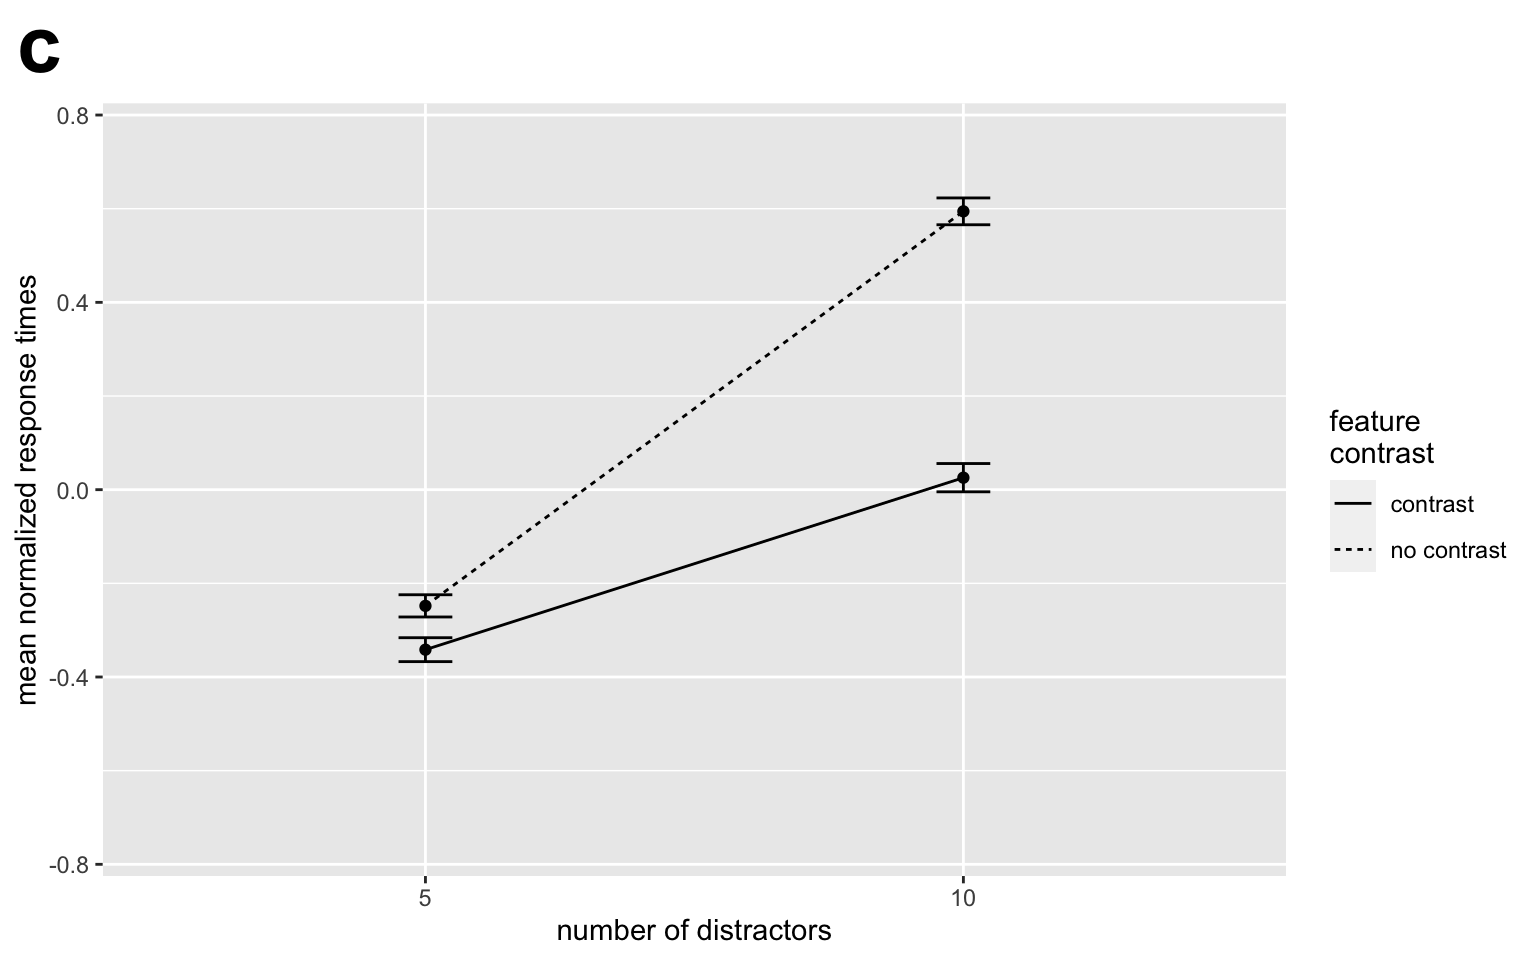 c
0.8
0.4
0.0
-0.4
-0.8
mean normalized response times
5
10
number of distractors
feature
contrast
contrast
no contrast